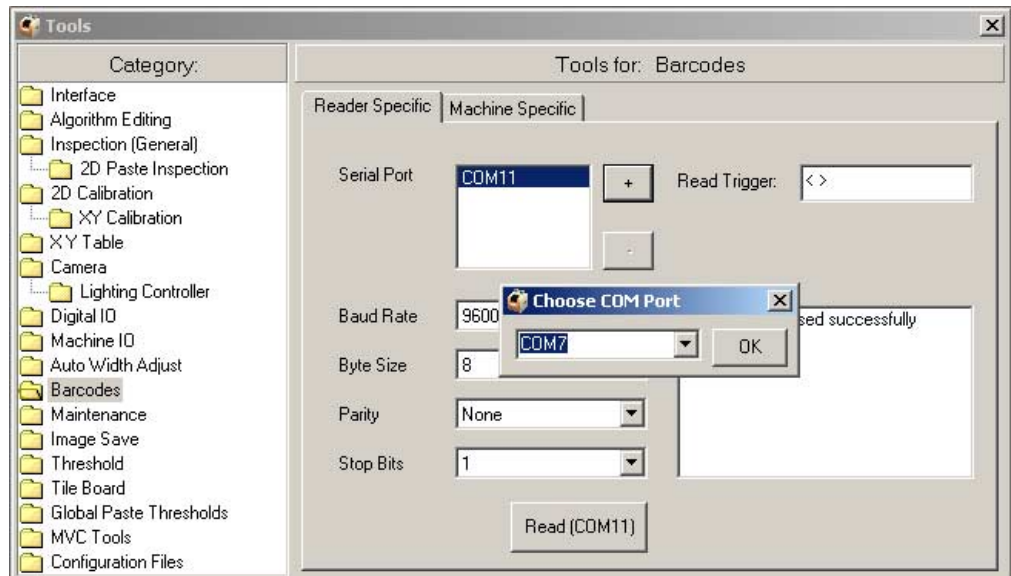 Tools
Category:
Interface
Algorithm Editing
Inspection (General)
2D Paste Inspection
2D Calibration
XY Calibration
XY Table
Camera
Lighting Controller
Digital IO
Machine IO
Auto Width Adjust
Barcodes
Maintenance
Image Save
Threshold
Tile Board
Global Paste Thresholds
MVC Tools
Configuration Files
Tools for: Barcodes
Reader Specific
Machine Specific
Serial Port
COM11
+
-
Read Trigger:
< >
Baud Rate
9600
Byte Size
8
Parity
None
Stop Bits
1
Read (COM11)
Choose COM Port
COM7
OK
sed successfully